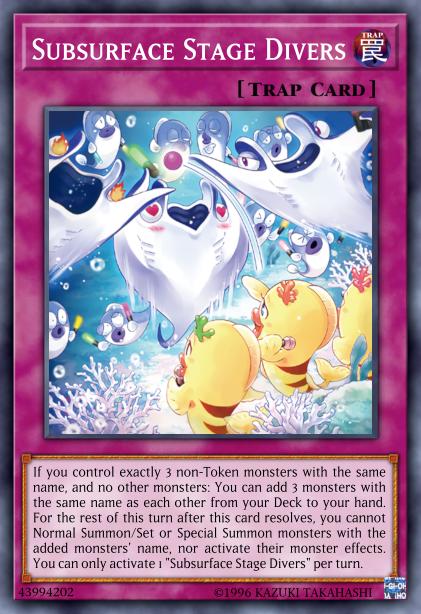 SUBSURFACE STAGE DIVERS
TRAP
罠
[TRAP CARD]
If you control exactly 3 non-Token monsters with the same
name, and no other monsters: You can add 3 monsters with
the same name as each other from your Deck to your hand.
For the rest of this turn after this card resolves, you cannot
Normal Summon/Set or Special Summon monsters with the
added monsters' name, nor activate their monster effects.
You can only activate 1 "Subsurface Stage Divers" per turn.
43994202
©1996 KAZUKI TAKAHASHI